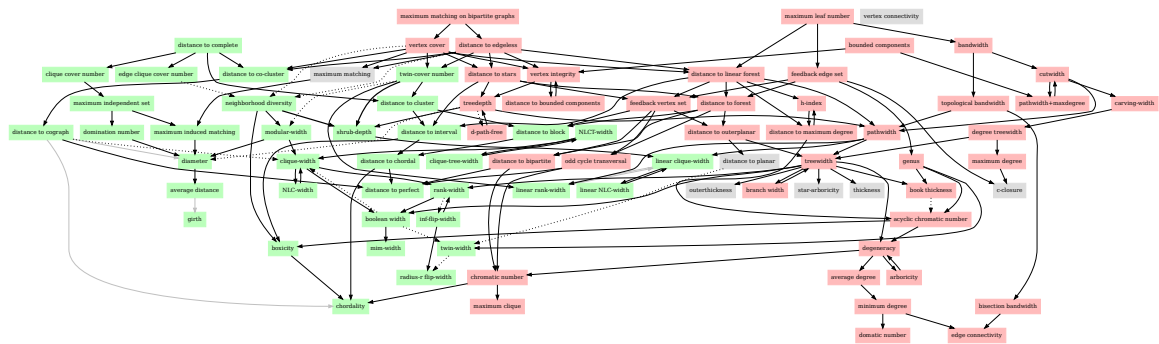 maximum matching on bipartite graphs
maximum leaf number
vertex connectivity
distance to complete
vertex cover
distance to edgeless
bounded components
bandwidth
clique cover number
edge clique cover number
distance to co-cluster
maximum matching
twin-cover number
distance to stars
vertex integrity
distance to linear forest
feedback edge set
cutwidth
maximum independent set
neighborhood diversity
distance to cluster
treedepth
distance to bounded components
feedback vertex set
distance to forest
h-index
topological bandwidth
pathwidth+maxdegree
carving-width
distance to cograph
domination number
maximum induced matching
modular-width
shrub-depth
distance to interval
d-path-free
distance to block
NLCT-width
distance to outerplanar
distance to maximum degree
pathwidth
degree treewidth
diameter
clique-width
distance to chordal
clique-tree-width
distance to bipartite
odd cycle transversal
linear clique-width
distance to planar
treewidth
genus
maximum degree
average distance
NLC-width
distance to perfect
rank-width
linear rank-width
linear NLC-width
outerthickness
branch width
star-arboricity
thickness
book thickness
c-closure
girth
boolean width
inf-flip-width
acyclic chromatic number
boxicity
mim-width
twin-width
degeneracy
radius-r flip-width
chromatic number
average degree
arboricity
chordality
maximum clique
minimum degree
bisection bandwidth
domatic number
edge connectivity